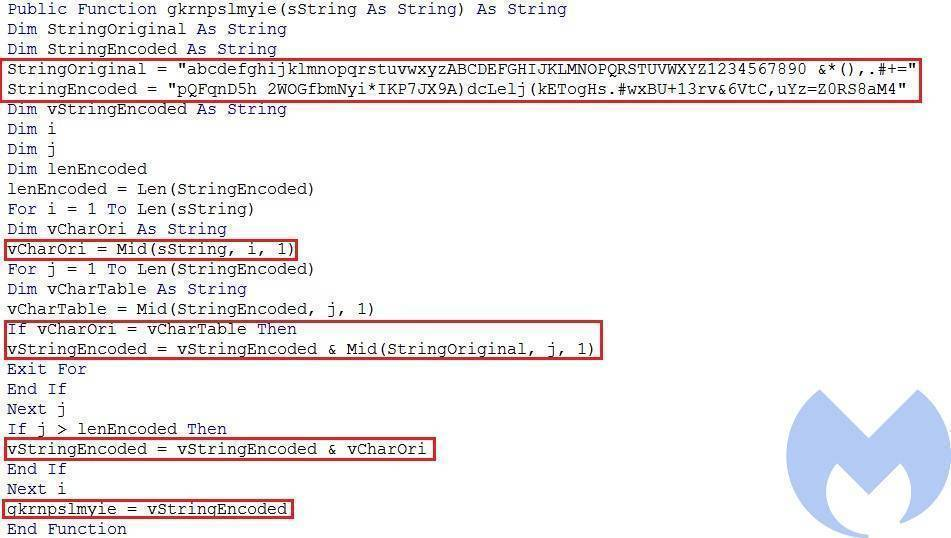 Public Function gkrnpslmyie(sString As String) As String
Dim StringOriginal As String
Dim StringEncoded As String
StringOriginal = "abcdefghijklmnopqrstuvwxyzABCDEFGHIJKLMNOPQRSTUVWXYZ1234567890 &*(),.#+="
StringEncoded = "pQFqnD5h 2WOGfbmNyi*IKP7JX9A)dcLelj(kETogHs.#wxBU+13rv&6VtC,uYz=Z0RS8aM4"
Dim vStringEncoded As String
Dim i
Dim j
Dim lenEncoded
lenEncoded = Len(StringEncoded)
For i = 1 To Len(sString)
Dim vCharOri As String
vCharOri = Mid(sString, i, 1)
For j = 1 To Len(StringEncoded)
Dim vCharTable As String
vCharTable = Mid(StringEncoded, j, 1)
If vCharOri = vCharTable Then
vStringEncoded = vStringEncoded & Mid(StringOriginal, j, 1)
Exit For
End If
Next j
If j > lenEncoded Then
vStringEncoded = vStringEncoded & vCharOri
End If
Next i
gkrnpslmyie = vStringEncoded
End Function